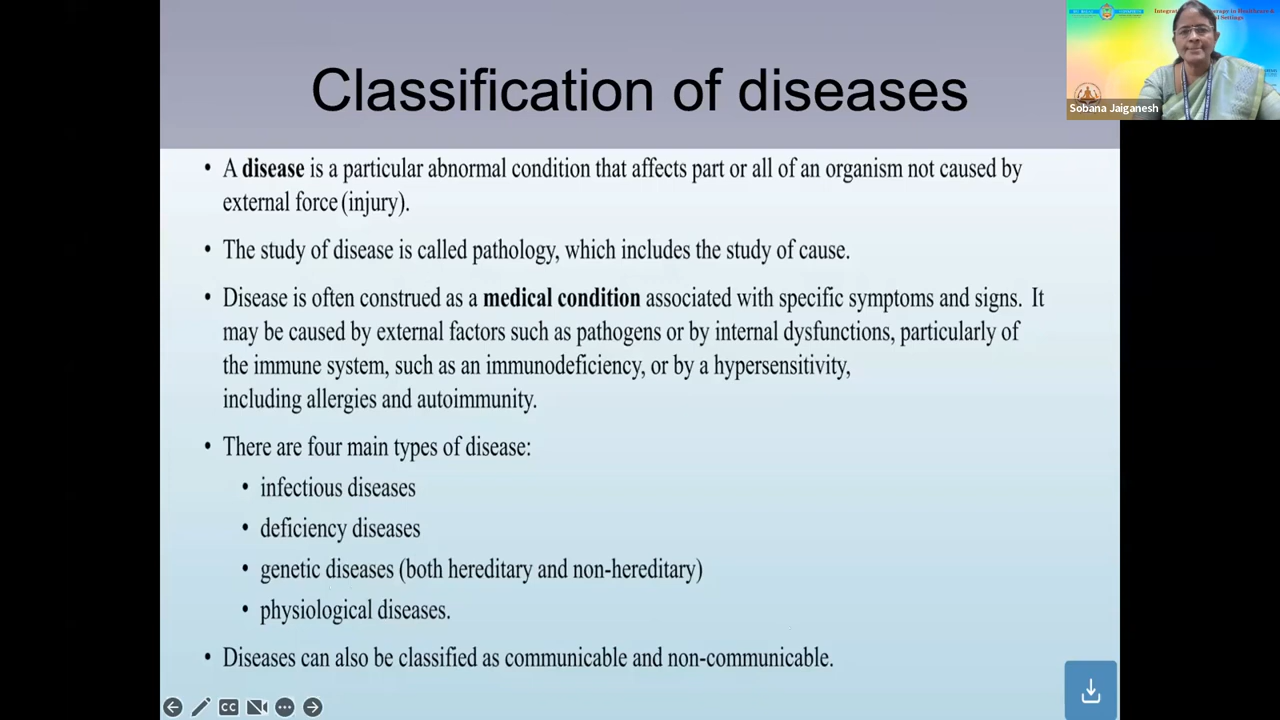 Classification of diseases
• A disease is a particular abnormal condition that affects part or all of an organism not caused by
external force (injury).
• The study of disease is called pathology, which includes the study of cause.
• Disease is often construed as a medical condition associated with specific symptoms and signs. It
may be caused by external factors such as pathogens or by internal dysfunctions, particularly of
the immune system, such as an immunodeficiency, or by a hypersensitivity,
including allergies and autoimmunity.
• There are four main types of disease:
• infectious diseases
• deficiency diseases
• genetic diseases (both hereditary and non-hereditary)
• physiological diseases.
• Diseases can also be classified as communicable and non-communicable.
Sobana Jaiganesh
CC